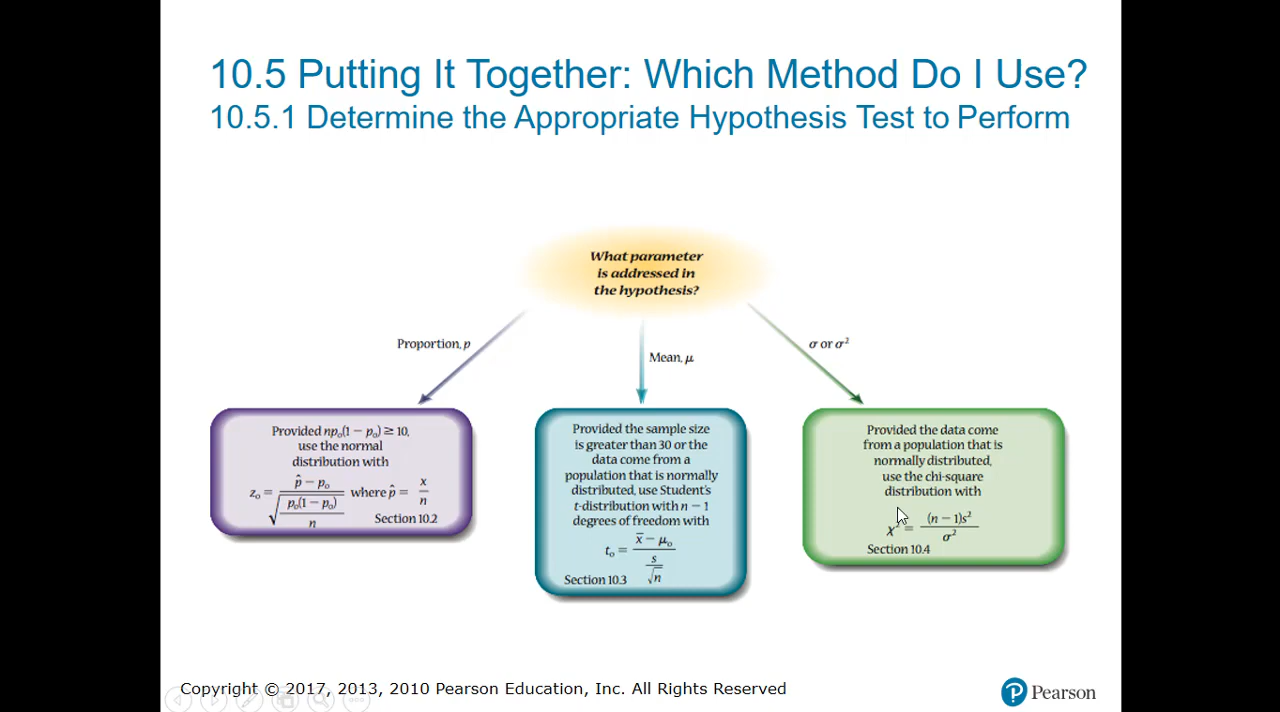 10.5 Putting It Together: Which Method Do I Use?
10.5.1 Determine the Appropriate Hypothesis Test to Perform
What parameter
is addressed in
the hypothesis?
Proportion, p
Mean, μ
σ or σ²
Provided np₀(1 − p₀) ≥ 10,
use the normal
distribution with
z₀ = (p̂ − p₀) / √(p₀(1 − p₀) / n) where p̂ = x / n
Section 10.2
Provided the sample size
is greater than 30 or the
data come from a
population that is normally
distributed, use Student's
t-distribution with n − 1
degrees of freedom with
t₀ = (x̄ − μ₀) / (s / √n)
Section 10.3
Provided the data come
from a population that is
normally distributed,
use the chi-square
distribution with
χ² = (n − 1)s² / σ²
Section 10.4
Copyright © 2017, 2013, 2010 Pearson Education, Inc. All Rights Reserved
P Pearson